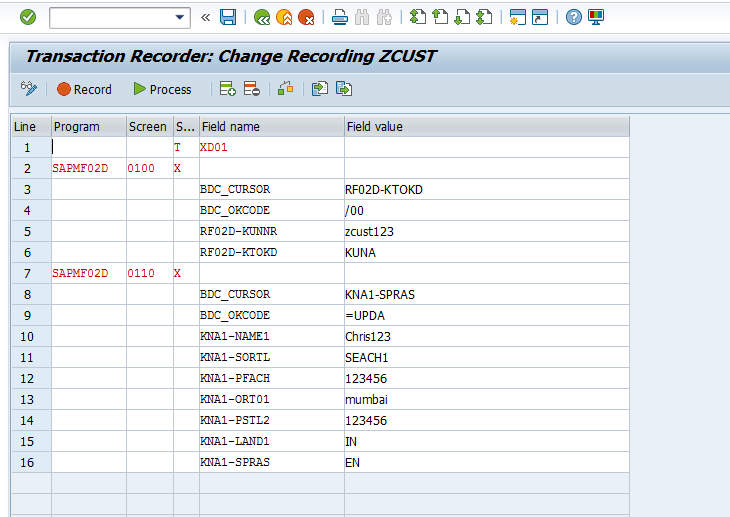 Transaction Recorder: Change Recording ZCUST
Record Process
Line Program Screen S... Field name Field value
1 T XD01
2 SAPMF02D 0100 X
3 BDC_CURSOR RF02D-KTOKD
4 BDC_OKCODE /00
5 RF02D-KUNNR zcust123
6 RF02D-KTOKD KUNA
7 SAPMF02D 0110 X
8 BDC_CURSOR KNA1-SPRAS
9 BDC_OKCODE =UPDA
10 KNA1-NAME1 Chris123
11 KNA1-SORTL SEACH1
12 KNA1-PFACH 123456
13 KNA1-ORT01 mumbai
14 KNA1-PSTL2 123456
15 KNA1-LAND1 IN
16 KNA1-SPRAS EN